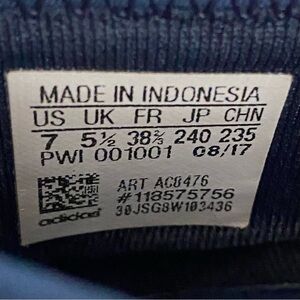 MADE IN INDONESIA
US UK FR JP CHN
7 5½ 38⅔ 240 235
PWI 001001 08/17
ART AC8476
#118575756
30JSG8W103436
adidas